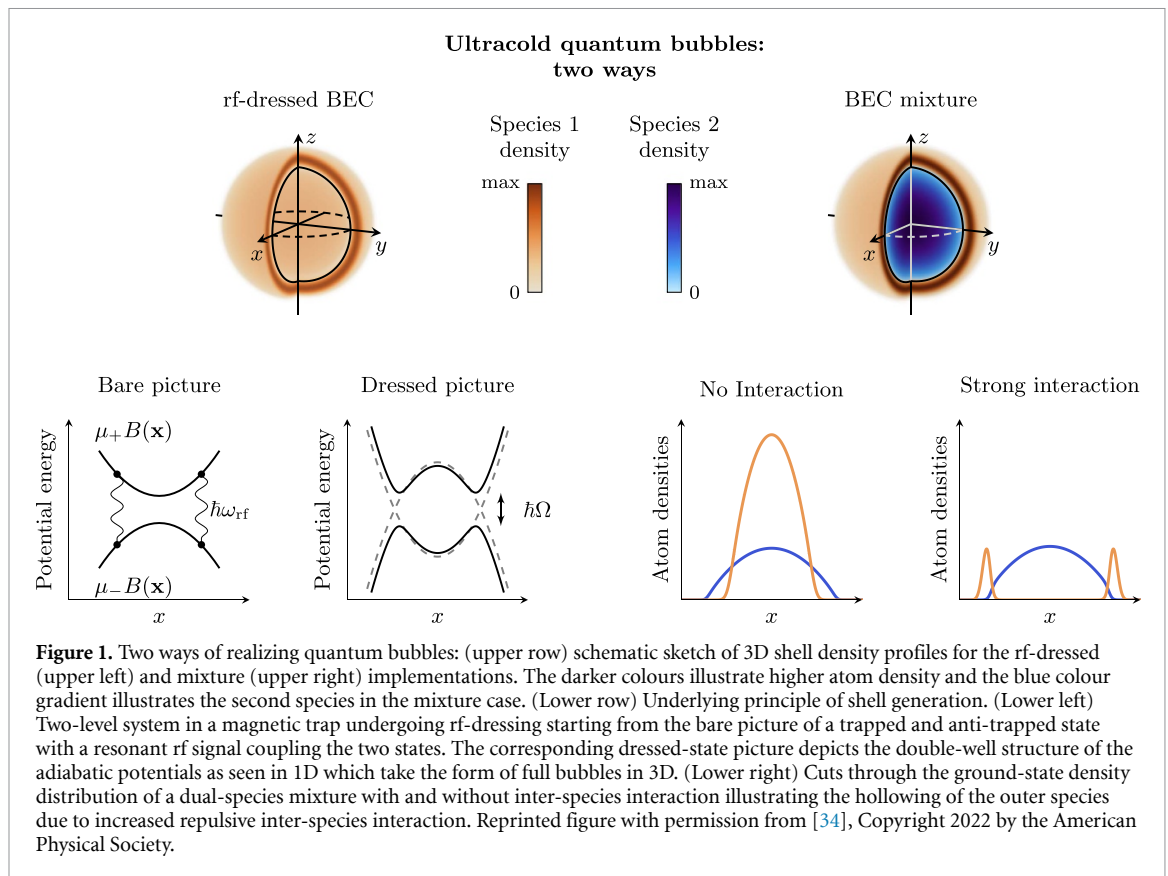 Ultracold quantum bubbles:
two ways
rf-dressed BEC
BEC mixture
Species 1
density
Species 2
density
max
0
max
0
z
x
y
z
x
y
Bare picture
Dressed picture
No Interaction
Strong interaction
Potential energy
μ₊B(𝐱)
ħω_rf
μ₋B(𝐱)
x
Potential energy
ħΩ
x
Atom densities
x
Atom densities
x
Figure 1. Two ways of realizing quantum bubbles: (upper row) schematic sketch of 3D shell density profiles for the rf-dressed
(upper left) and mixture (upper right) implementations. The darker colours illustrate higher atom density and the blue colour
gradient illustrates the second species in the mixture case. (Lower row) Underlying principle of shell generation. (Lower left)
Two-level system in a magnetic trap undergoing rf-dressing starting from the bare picture of a trapped and anti-trapped state
with a resonant rf signal coupling the two states. The corresponding dressed-state picture depicts the double-well structure of the
adiabatic potentials as seen in 1D which take the form of full bubbles in 3D. (Lower right) Cuts through the ground-state density
distribution of a dual-species mixture with and without inter-species interaction illustrating the hollowing of the outer species
due to increased repulsive inter-species interaction. Reprinted figure with permission from [34], Copyright 2022 by the American
Physical Society.